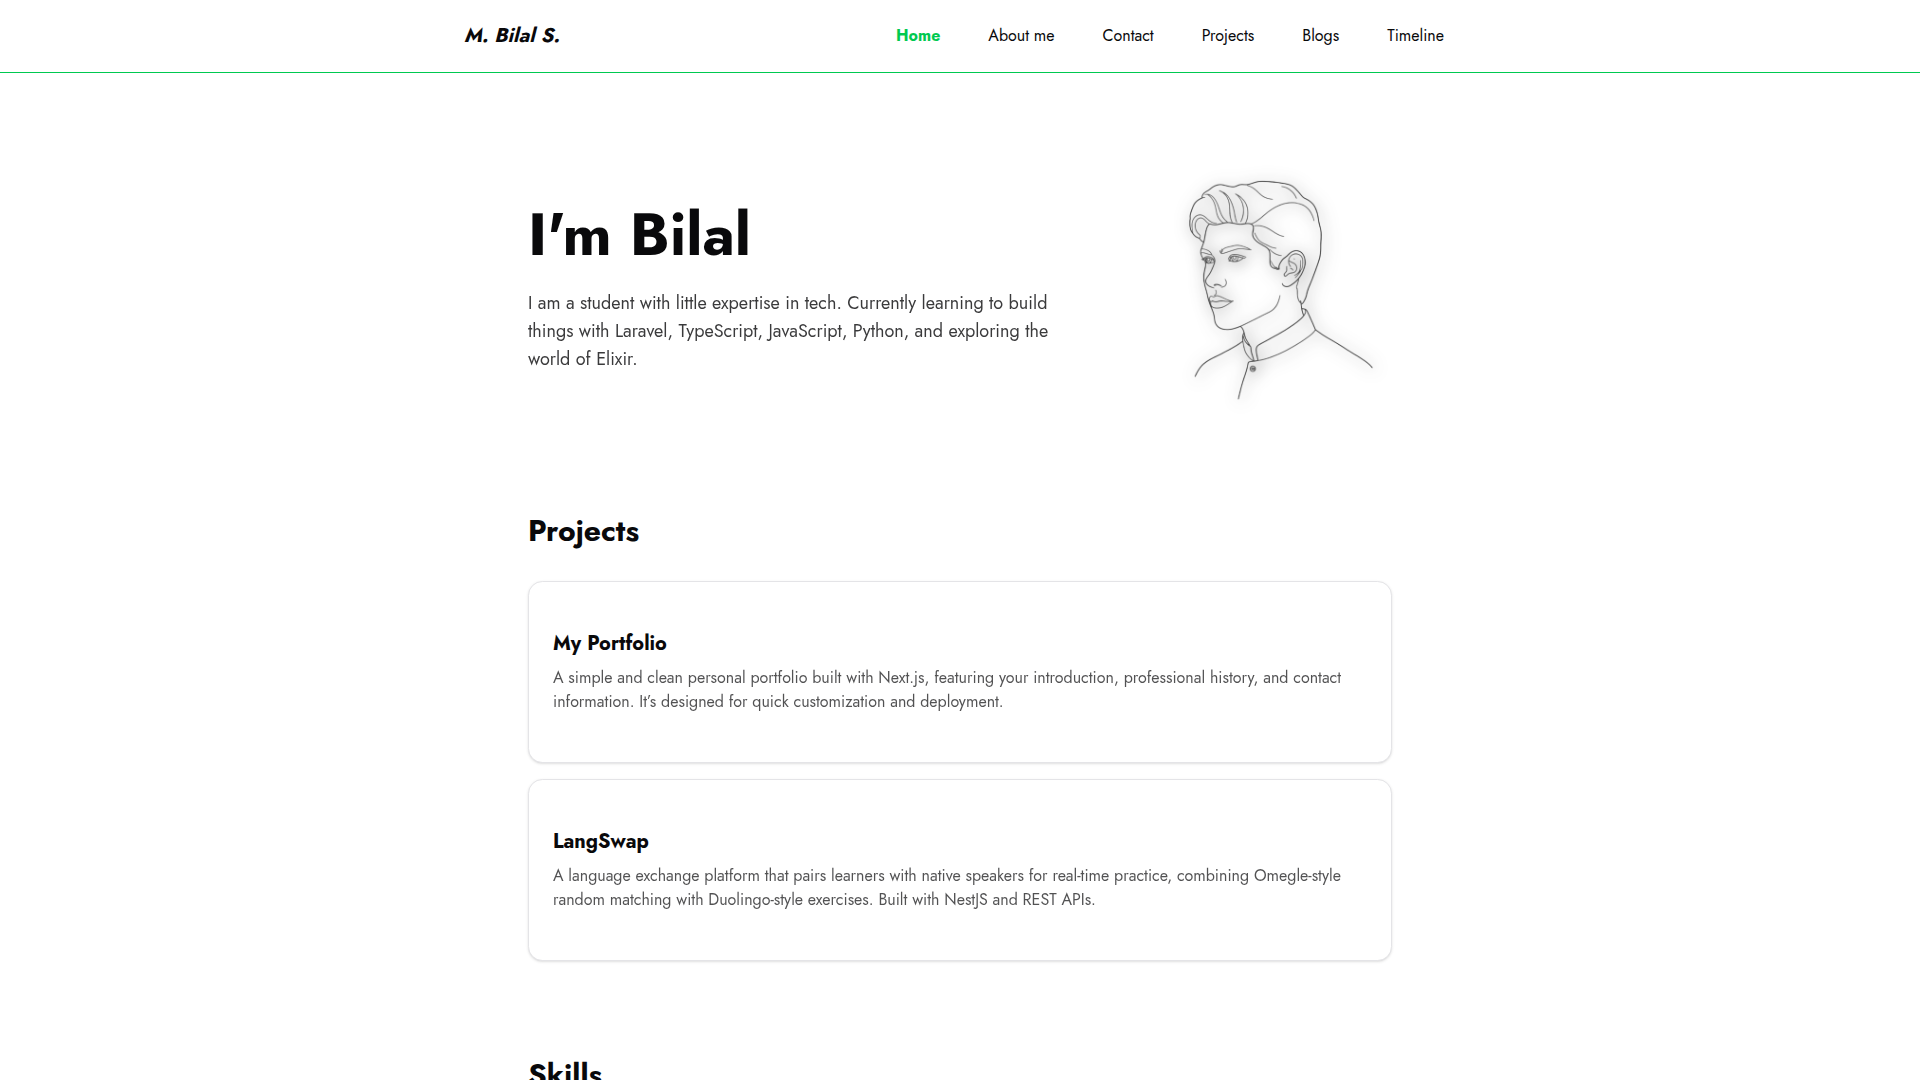 M. Bilal S.
Home
About me
Contact
Projects
Blogs
Timeline
I'm Bilal
I am a student with little expertise in tech. Currently learning to build
things with Laravel, TypeScript, JavaScript, Python, and exploring the
world of Elixir.
Projects
My Portfolio
A simple and clean personal portfolio built with Next.js, featuring your introduction, professional history, and contact
information. It’s designed for quick customization and deployment.
LangSwap
A language exchange platform that pairs learners with native speakers for real-time practice, combining Omegle-style
random matching with Duolingo-style exercises. Built with NestJS and REST APIs.
Skills